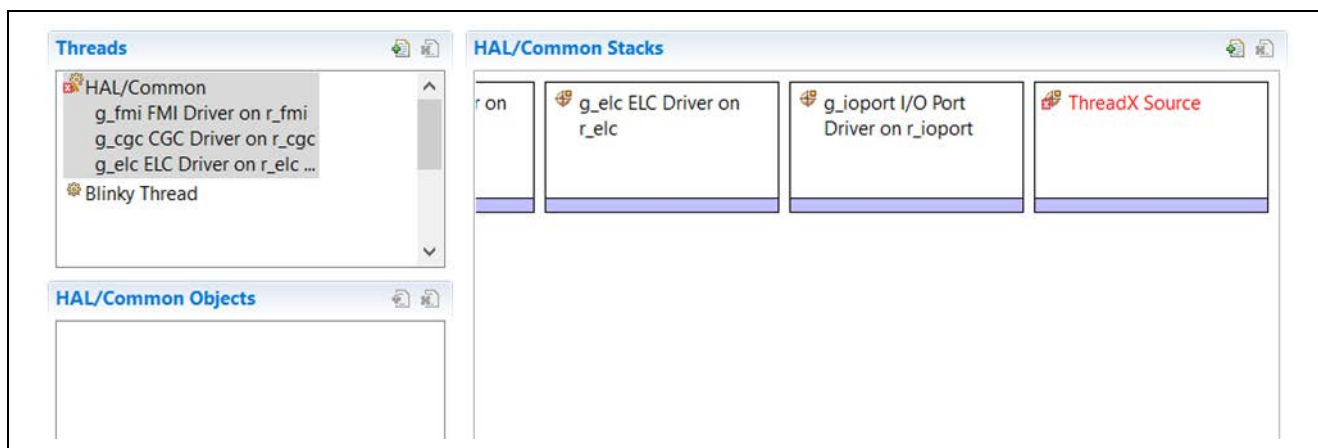 Threads
HAL/Common
g_fmi FMI Driver on r_fmi
g_cgc CGC Driver on r_cgc
g_elc ELC Driver on r_elc ...
Blinky Thread
HAL/Common Objects
HAL/Common Stacks
r on
g_elc ELC Driver on
r_elc
g_ioport I/O Port
Driver on r_ioport
ThreadX Source